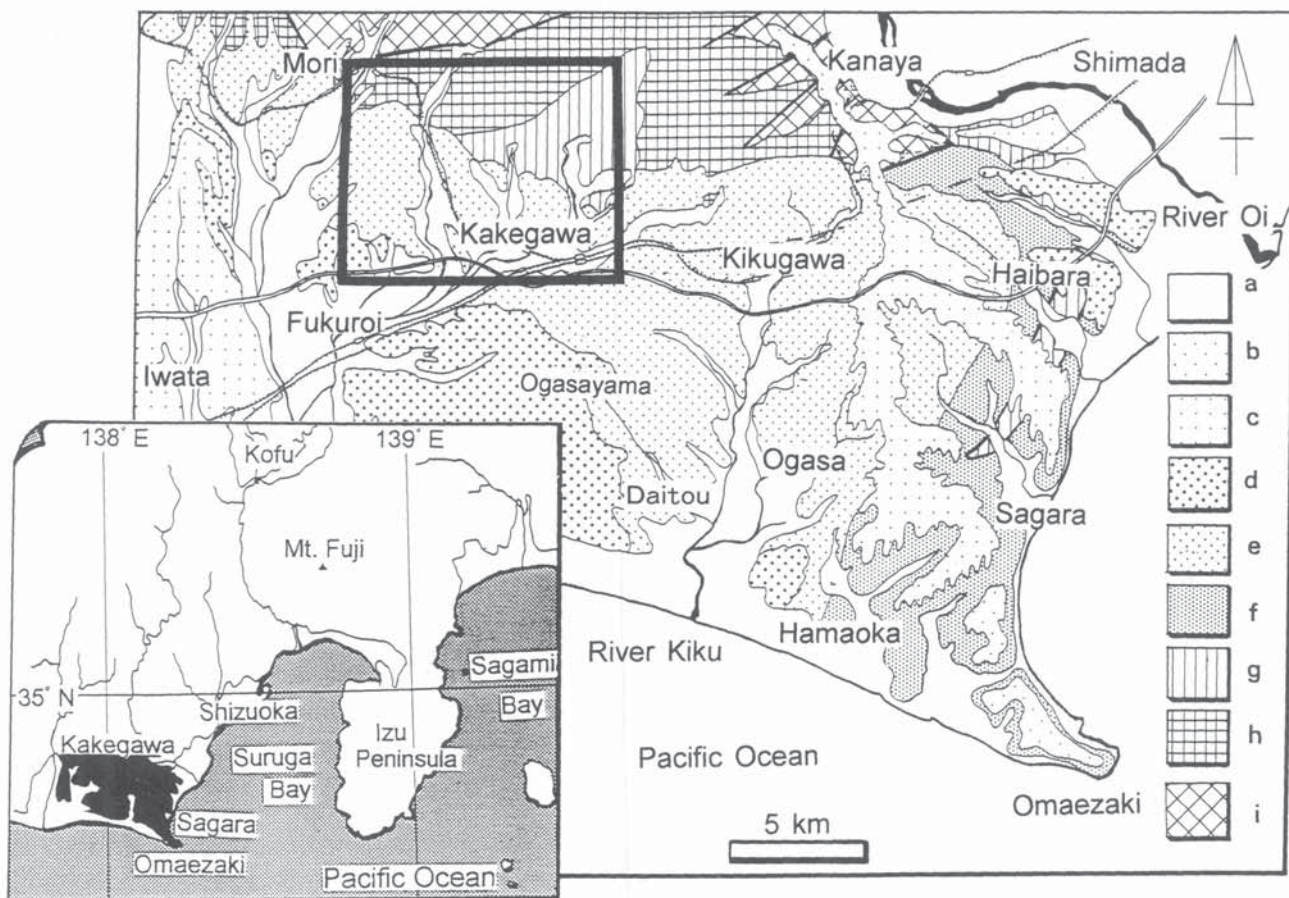 Mori
Kanaya
Shimada
River Oi
Kakegawa
Kikugawa
Haibara
Fukuroi
Iwata
Ogasayama
Ogasa
Daitou
Sagara
Hamaoka
River Kiku
Pacific Ocean
Omaezaki
5 km
a
b
c
d
e
f
g
h
i
138° E
139° E
Kofu
Mt. Fuji
Sagami
Bay
35° N
Shizuoka
Izu
Peninsula
Kakegawa
Suruga
Bay
Sagara
Omaezaki
Pacific Ocean